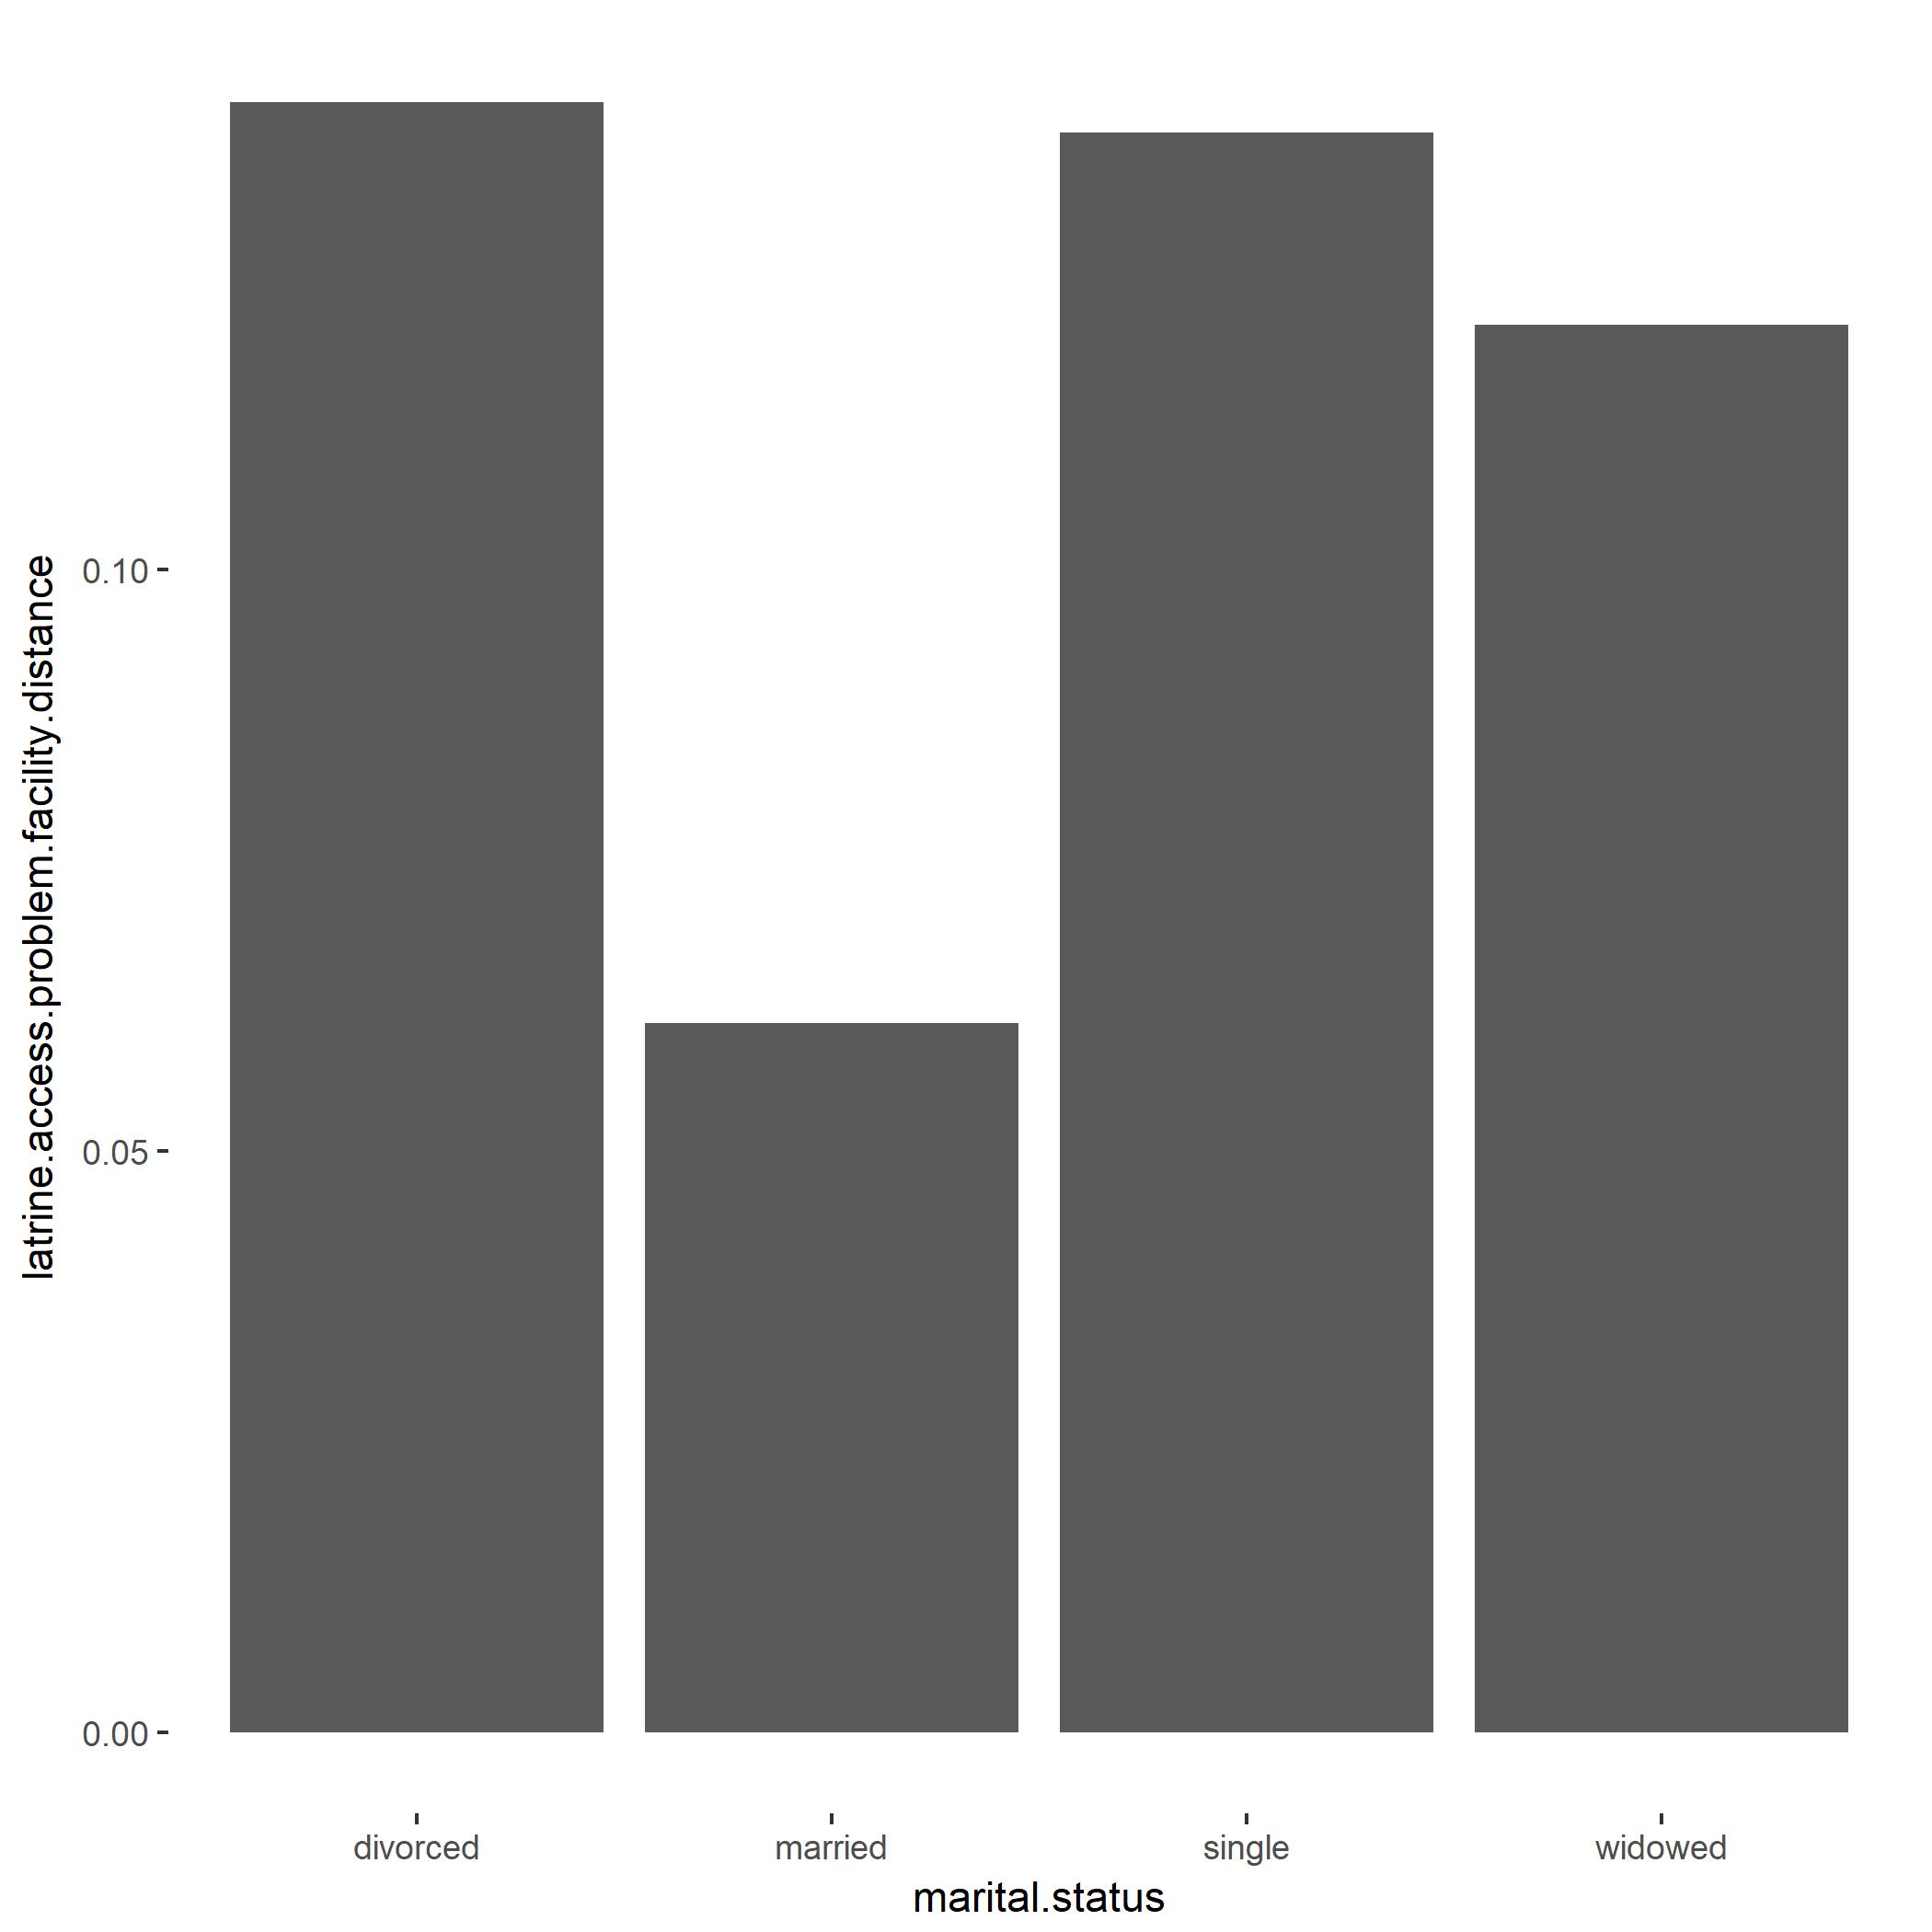 latrine.access.problem.facility.distance
0.10
0.05
0.00
divorced married single widowed
marital.status